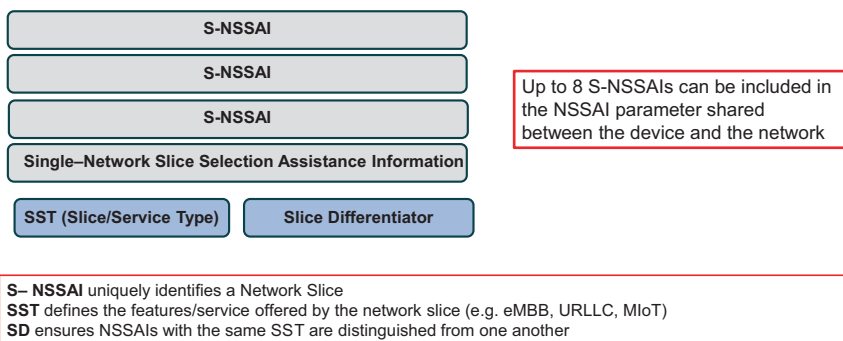 S-NSSAI
S-NSSAI
S-NSSAI
Single–Network Slice Selection Assistance Information
SST (Slice/Service Type)
Slice Differentiator
Up to 8 S-NSSAIs can be included in
the NSSAI parameter shared
between the device and the network
S– NSSAI uniquely identifies a Network Slice
SST defines the features/service offered by the network slice (e.g. eMBB, URLLC, MIoT)
SD ensures NSSAIs with the same SST are distinguished from one another